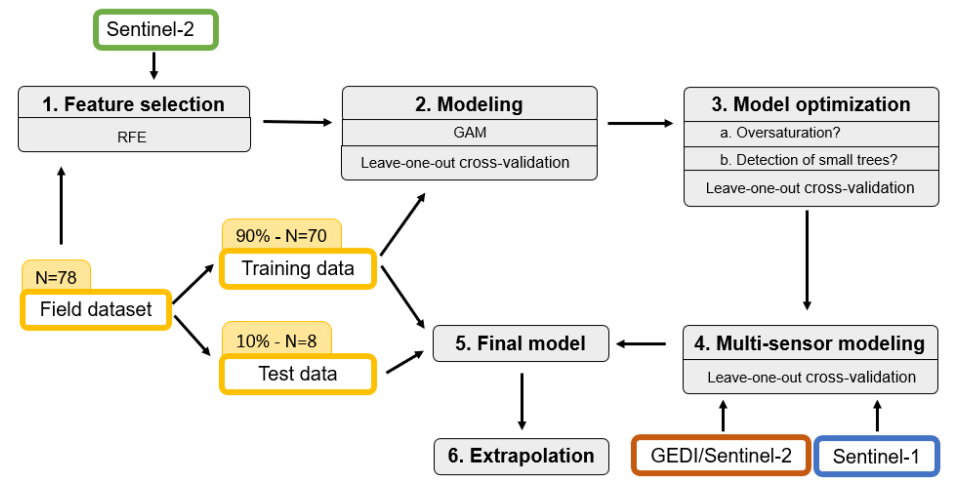 Sentinel-2
1. Feature selection
RFE
2. Modeling
GAM
Leave-one-out cross-validation
3. Model optimization
a. Oversaturation?
b. Detection of small trees?
Leave-one-out cross-validation
90% - N=70
Training data
N=78
Field dataset
10% - N=8
Test data
5. Final model
4. Multi-sensor modeling
Leave-one-out cross-validation
6. Extrapolation
GEDI/Sentinel-2
Sentinel-1